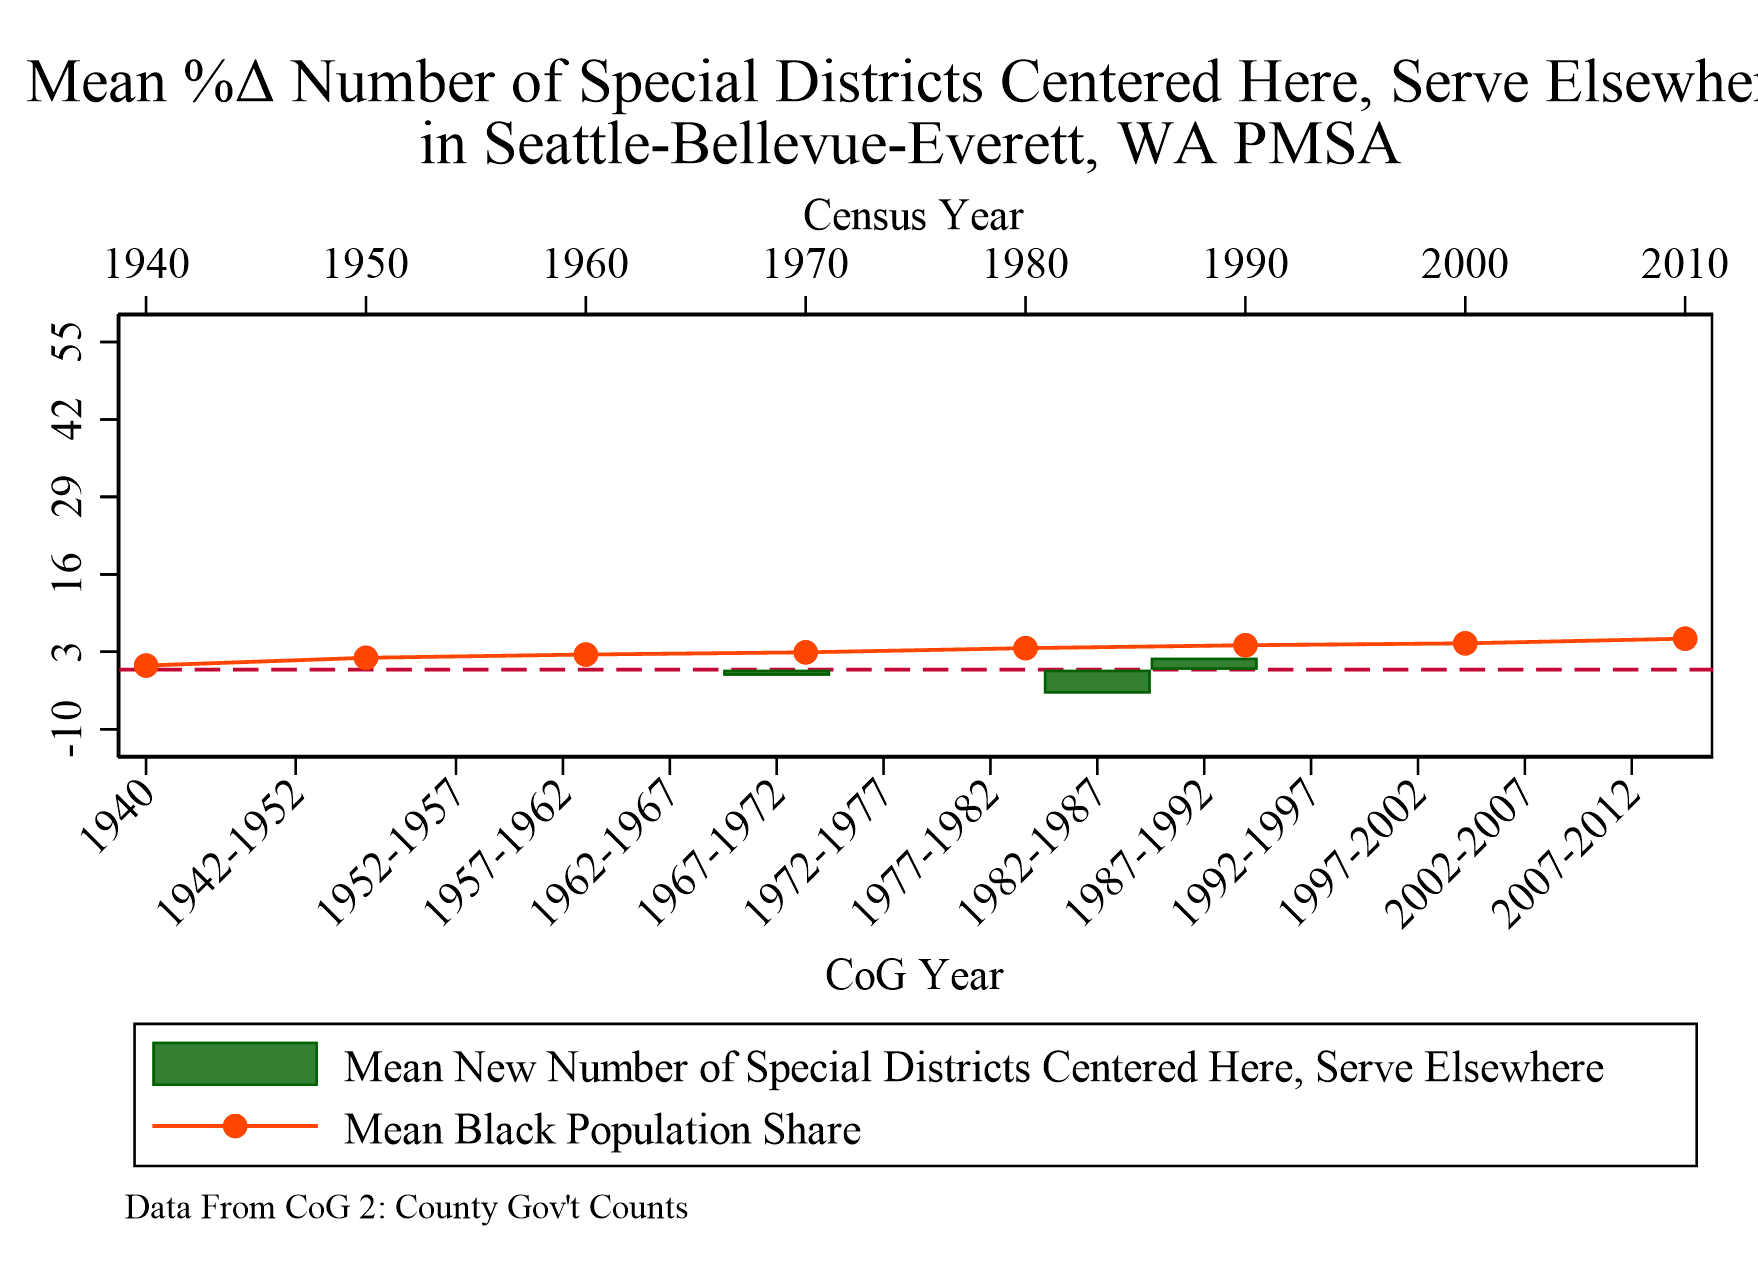 Mean %Δ Number of Special Districts Centered Here, Serve
in Seattle-Bellevue-Everett, WA PMSA
Census Year
1940 1950 1960 1970 1980 1990 2000 2010
55
42
29
16
3
-10
1940 1942-1952 1952-1957 1957-1962 1962-1967 1967-1972 1972-1977 1977-1982 1982-1987 1987-1992 1992-1997 1997-2002 2002-2007 2007-2012
CoG Year
Mean New Number of Special Districts Centered Here, Serve Elsewhere
Mean Black Population Share
Data From CoG 2: County Gov't Counts